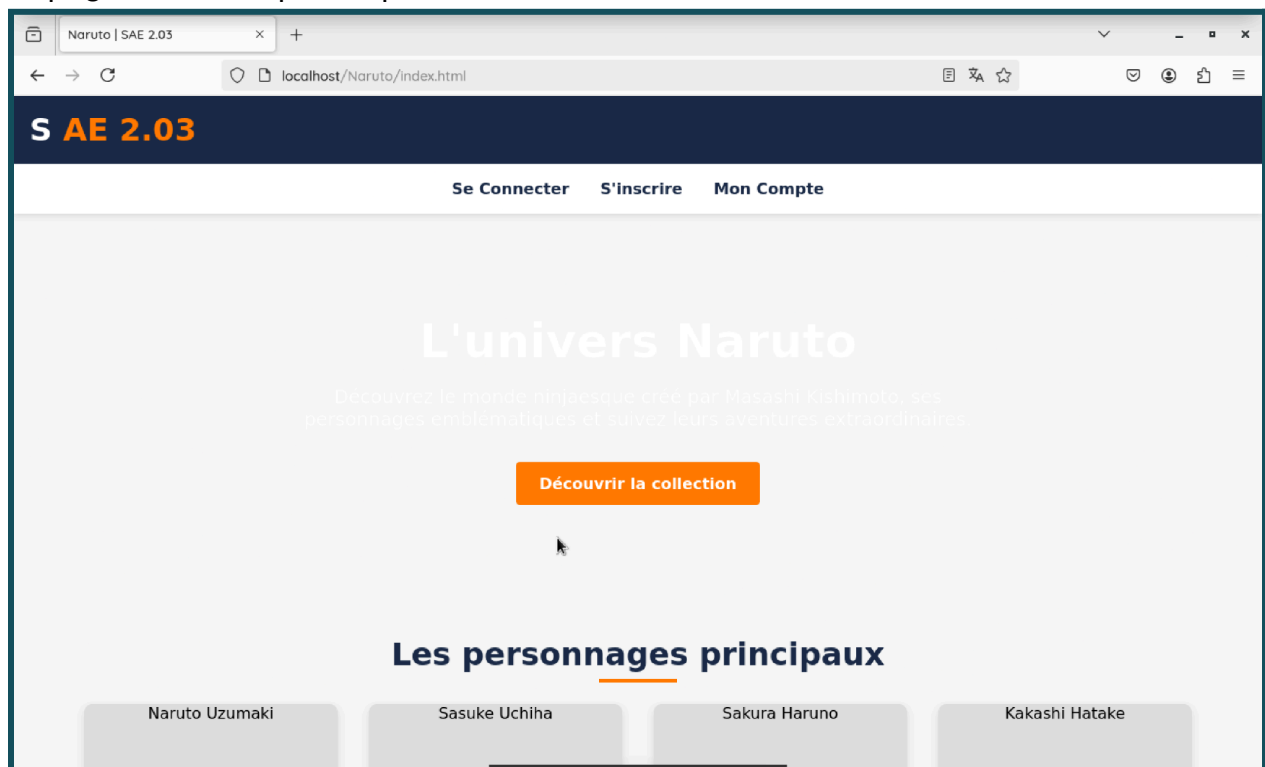 Naruto | SAE 2.03
localhost/Naruto/index.html
S AE 2.03
Se Connecter S'inscrire Mon Compte
L'univers Naruto
Découvrez le monde ninjaesque créé par Masashi Kishimoto, ses
personnages emblématiques et suivez leurs aventures extraordinaires.
Découvrir la collection
Les personnages principaux
Naruto Uzumaki Sasuke Uchiha Sakura Haruno Kakashi Hatake